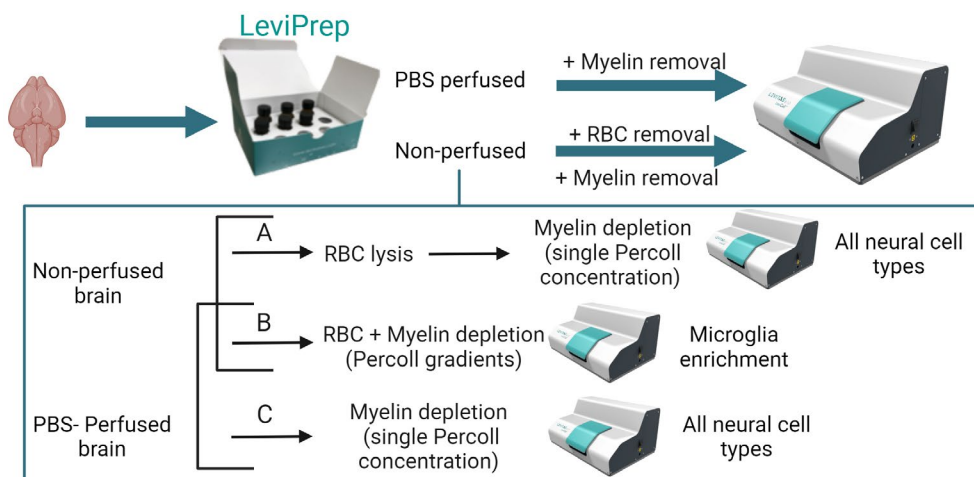 LeviPrep
PBS perfused
+ Myelin removal
Non-perfused
+ RBC removal
+ Myelin removal
Non-perfused
brain
A
RBC lysis
Myelin depletion
(single Percoll
concentration)
All neural cell
types
B
RBC + Myelin depletion
(Percoll gradients)
Microglia
enrichment
PBS- Perfused
brain
C
Myelin depletion
(single Percoll
concentration)
All neural cell
types